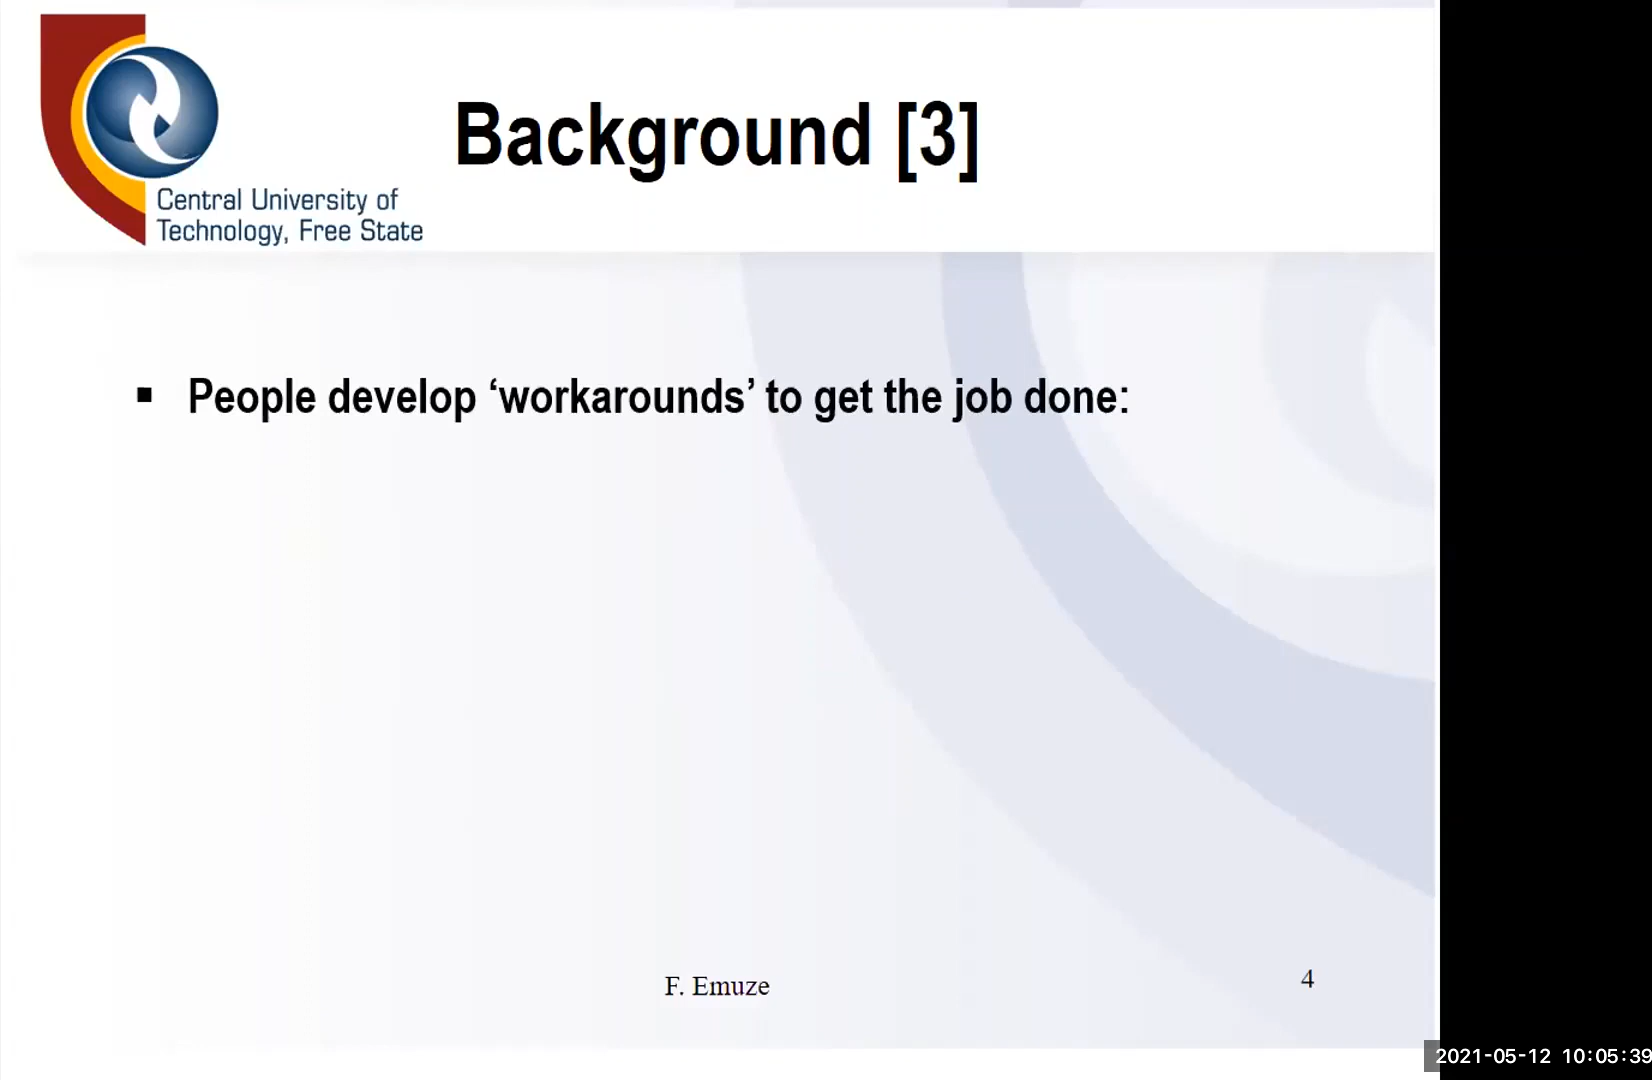 Background [3]
Central University of
Technology, Free State
▪ People develop ‘workarounds’ to get the job done:
F. Emuze
4
2021-05-12 10:05:39